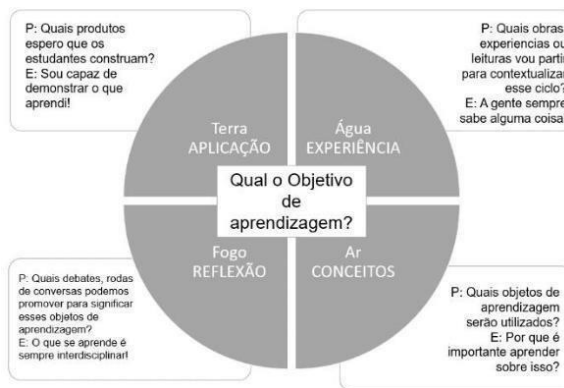 P: Quais produtos
espero que os
estudantes construam?
E: Sou capaz de
demonstrar o que
aprendi!
P: Quais obras
experiencias ou
leituras vou parti
para contextualiza
esse ciclo?
E: A gente sempre
sabe alguma coisa
Terra
APLICAÇÃO
Água
EXPERIÊNCIA
Qual o Objetivo
de
aprendizagem?
Fogo
REFLEXÃO
Ar
CONCEITOS
P: Quais debates, rodas
de conversas podemos
promover para significar
esses objetos de
aprendizagem?
E: O que se aprende é
sempre interdisciplinar!
P: Quais objetos de
aprendizagem
serão utilizados?
E: Por que é
importante aprender
sobre isso?